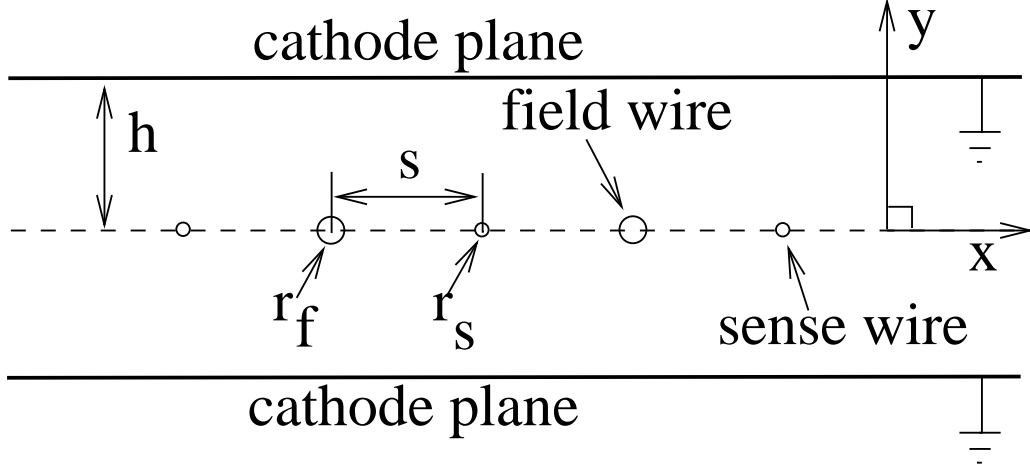 cathode plane
y
field wire
h
s
x
r_f
r_s
sense wire
cathode plane